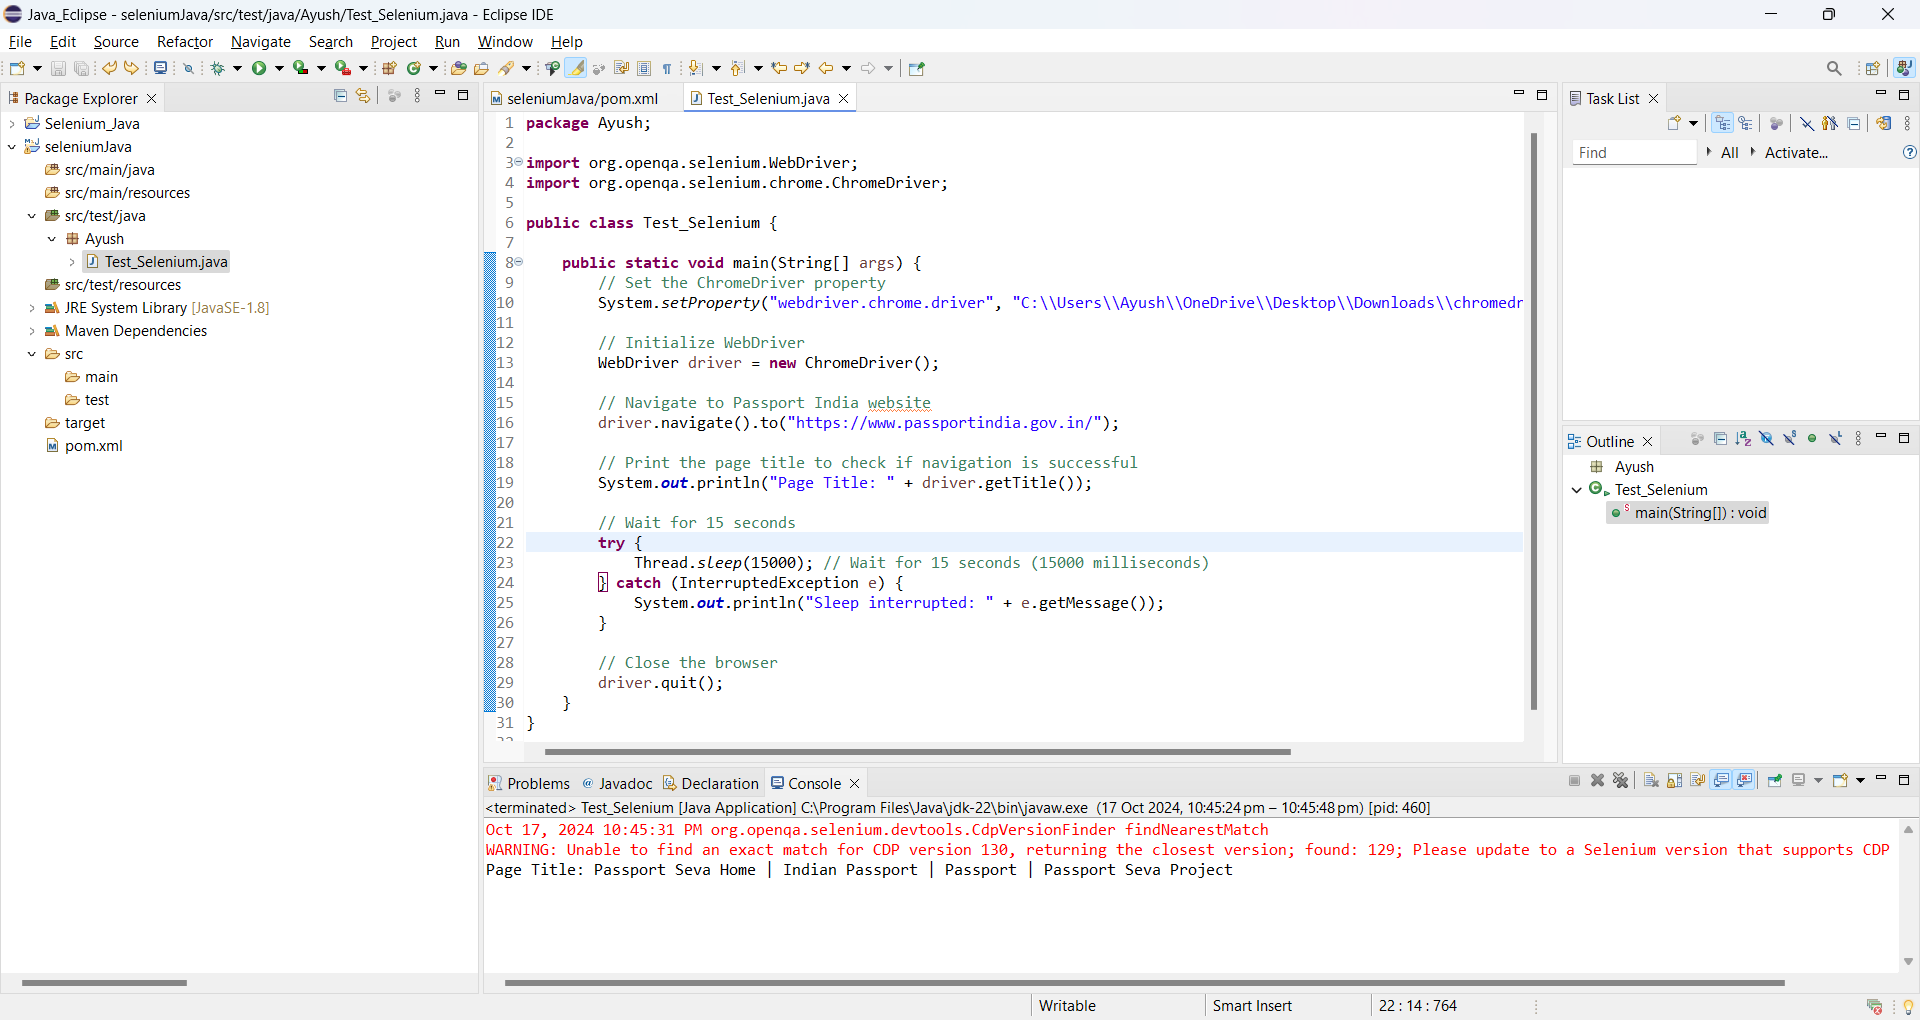 Java_Eclipse - seleniumJava/src/test/java/Ayush/Test_Selenium.java - Eclipse IDE
File Edit Source Refactor Navigate Search Project Run Window Help
Package Explorer
Selenium_Java
seleniumJava
src/main/java
src/main/resources
src/test/java
Ayush
Test_Selenium.java
src/test/resources
JRE System Library [JavaSE-1.8]
Maven Dependencies
src
main
test
target
pom.xml
seleniumJava/pom.xml Test_Selenium.java
1 package Ayush;
2
3 import org.openqa.selenium.WebDriver;
4 import org.openqa.selenium.chrome.ChromeDriver;
5
6 public class Test_Selenium {
7
8 public static void main(String[] args) {
9 // Set the ChromeDriver property
10 System.setProperty("webdriver.chrome.driver", "C:\\Users\\Ayush\\OneDrive\\Desktop\\Downloads\\chromedr
11
12 // Initialize WebDriver
13 WebDriver driver = new ChromeDriver();
14
15 // Navigate to Passport India website
16 driver.navigate().to("https://www.passportindia.gov.in/");
17
18 // Print the page title to check if navigation is successful
19 System.out.println("Page Title: " + driver.getTitle());
20
21 // Wait for 15 seconds
22 try {
23 Thread.sleep(15000); // Wait for 15 seconds (15000 milliseconds)
24 } catch (InterruptedException e) {
25 System.out.println("Sleep interrupted: " + e.getMessage());
26 }
27
28 // Close the browser
29 driver.quit();
30 }
31 }
Task List
Find All Activate...
Outline
Ayush
Test_Selenium
main(String[]) : void
Problems Javadoc Declaration Console
<terminated> Test_Selenium [Java Application] C:\Program Files\Java\jdk-22\bin\javaw.exe (17 Oct 2024, 10:45:24 pm – 10:45:48 pm) [pid: 460]
Oct 17, 2024 10:45:31 PM org.openqa.selenium.devtools.CdpVersionFinder findNearestMatch
WARNING: Unable to find an exact match for CDP version 130, returning the closest version; found: 129; Please update to a Selenium version that supports CDP
Page Title: Passport Seva Home | Indian Passport | Passport | Passport Seva Project
Writable Smart Insert 22 : 14 : 764